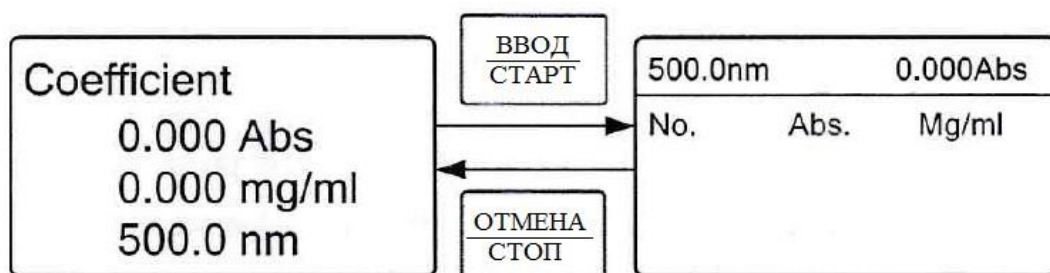 Coefficient
0.000 Abs
0.000 mg/ml
500.0 nm
ВВОД
СТАРТ
ОТМЕНА
СТОП
500.0nm 0.000Abs
No. Abs. Mg/ml